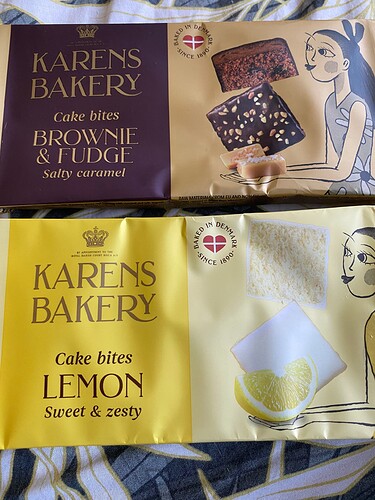 KARENS
BAKERY
Cake bites
BROWNIE
& FUDGE
Salty caramel
BAKED IN DENMARK
SINCE 1890
KARENS
BAKERY
Cake bites
LEMON
Sweet & zesty
BAKED IN DENMARK
·SINCE 1890·